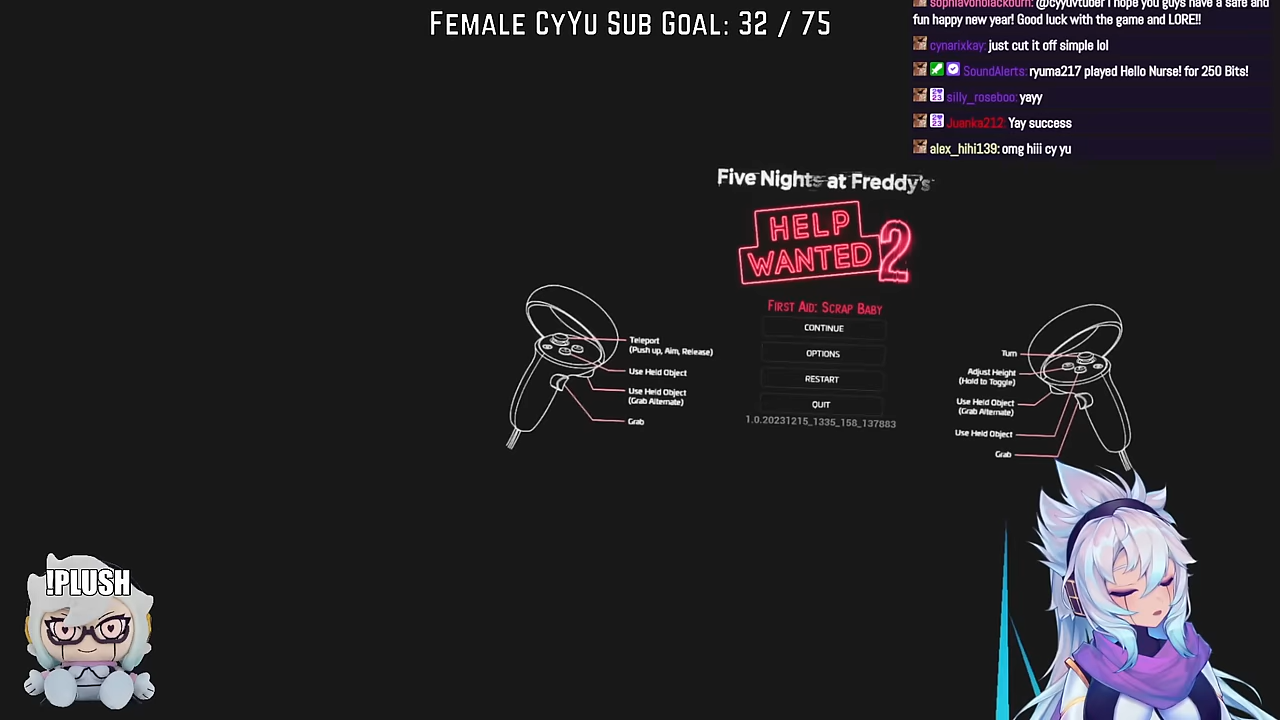 Female CyYu Sub Goal: 32 / 75
sophiavonblackburn: @cyyuvtuber I hope you guys have a safe and
fun happy new year! Good luck with the game and LORE!!
cynarixkay: just cut it off simple lol
SoundAlerts: ryuma217 played Hello Nurse! for 250 Bits!
silly_roseboo: yayy
Juanka212: Yay success
alex_hihi139: omg hiii cy yu
Five Nights at Freddy's
HELP
WANTED 2
First Aid: Scrap Baby
CONTINUE
OPTIONS
RESTART
QUIT
1.0.20231215_1335_158_137883
Teleport
(Push up, Aim, Release)
Use Held Object
Use Held Object
(Grab Alternate)
Grab
Turn
Adjust Height
(Hold to Toggle)
Use Held Object
(Grab Alternate)
Use Held Object
Grab
!PLUSH